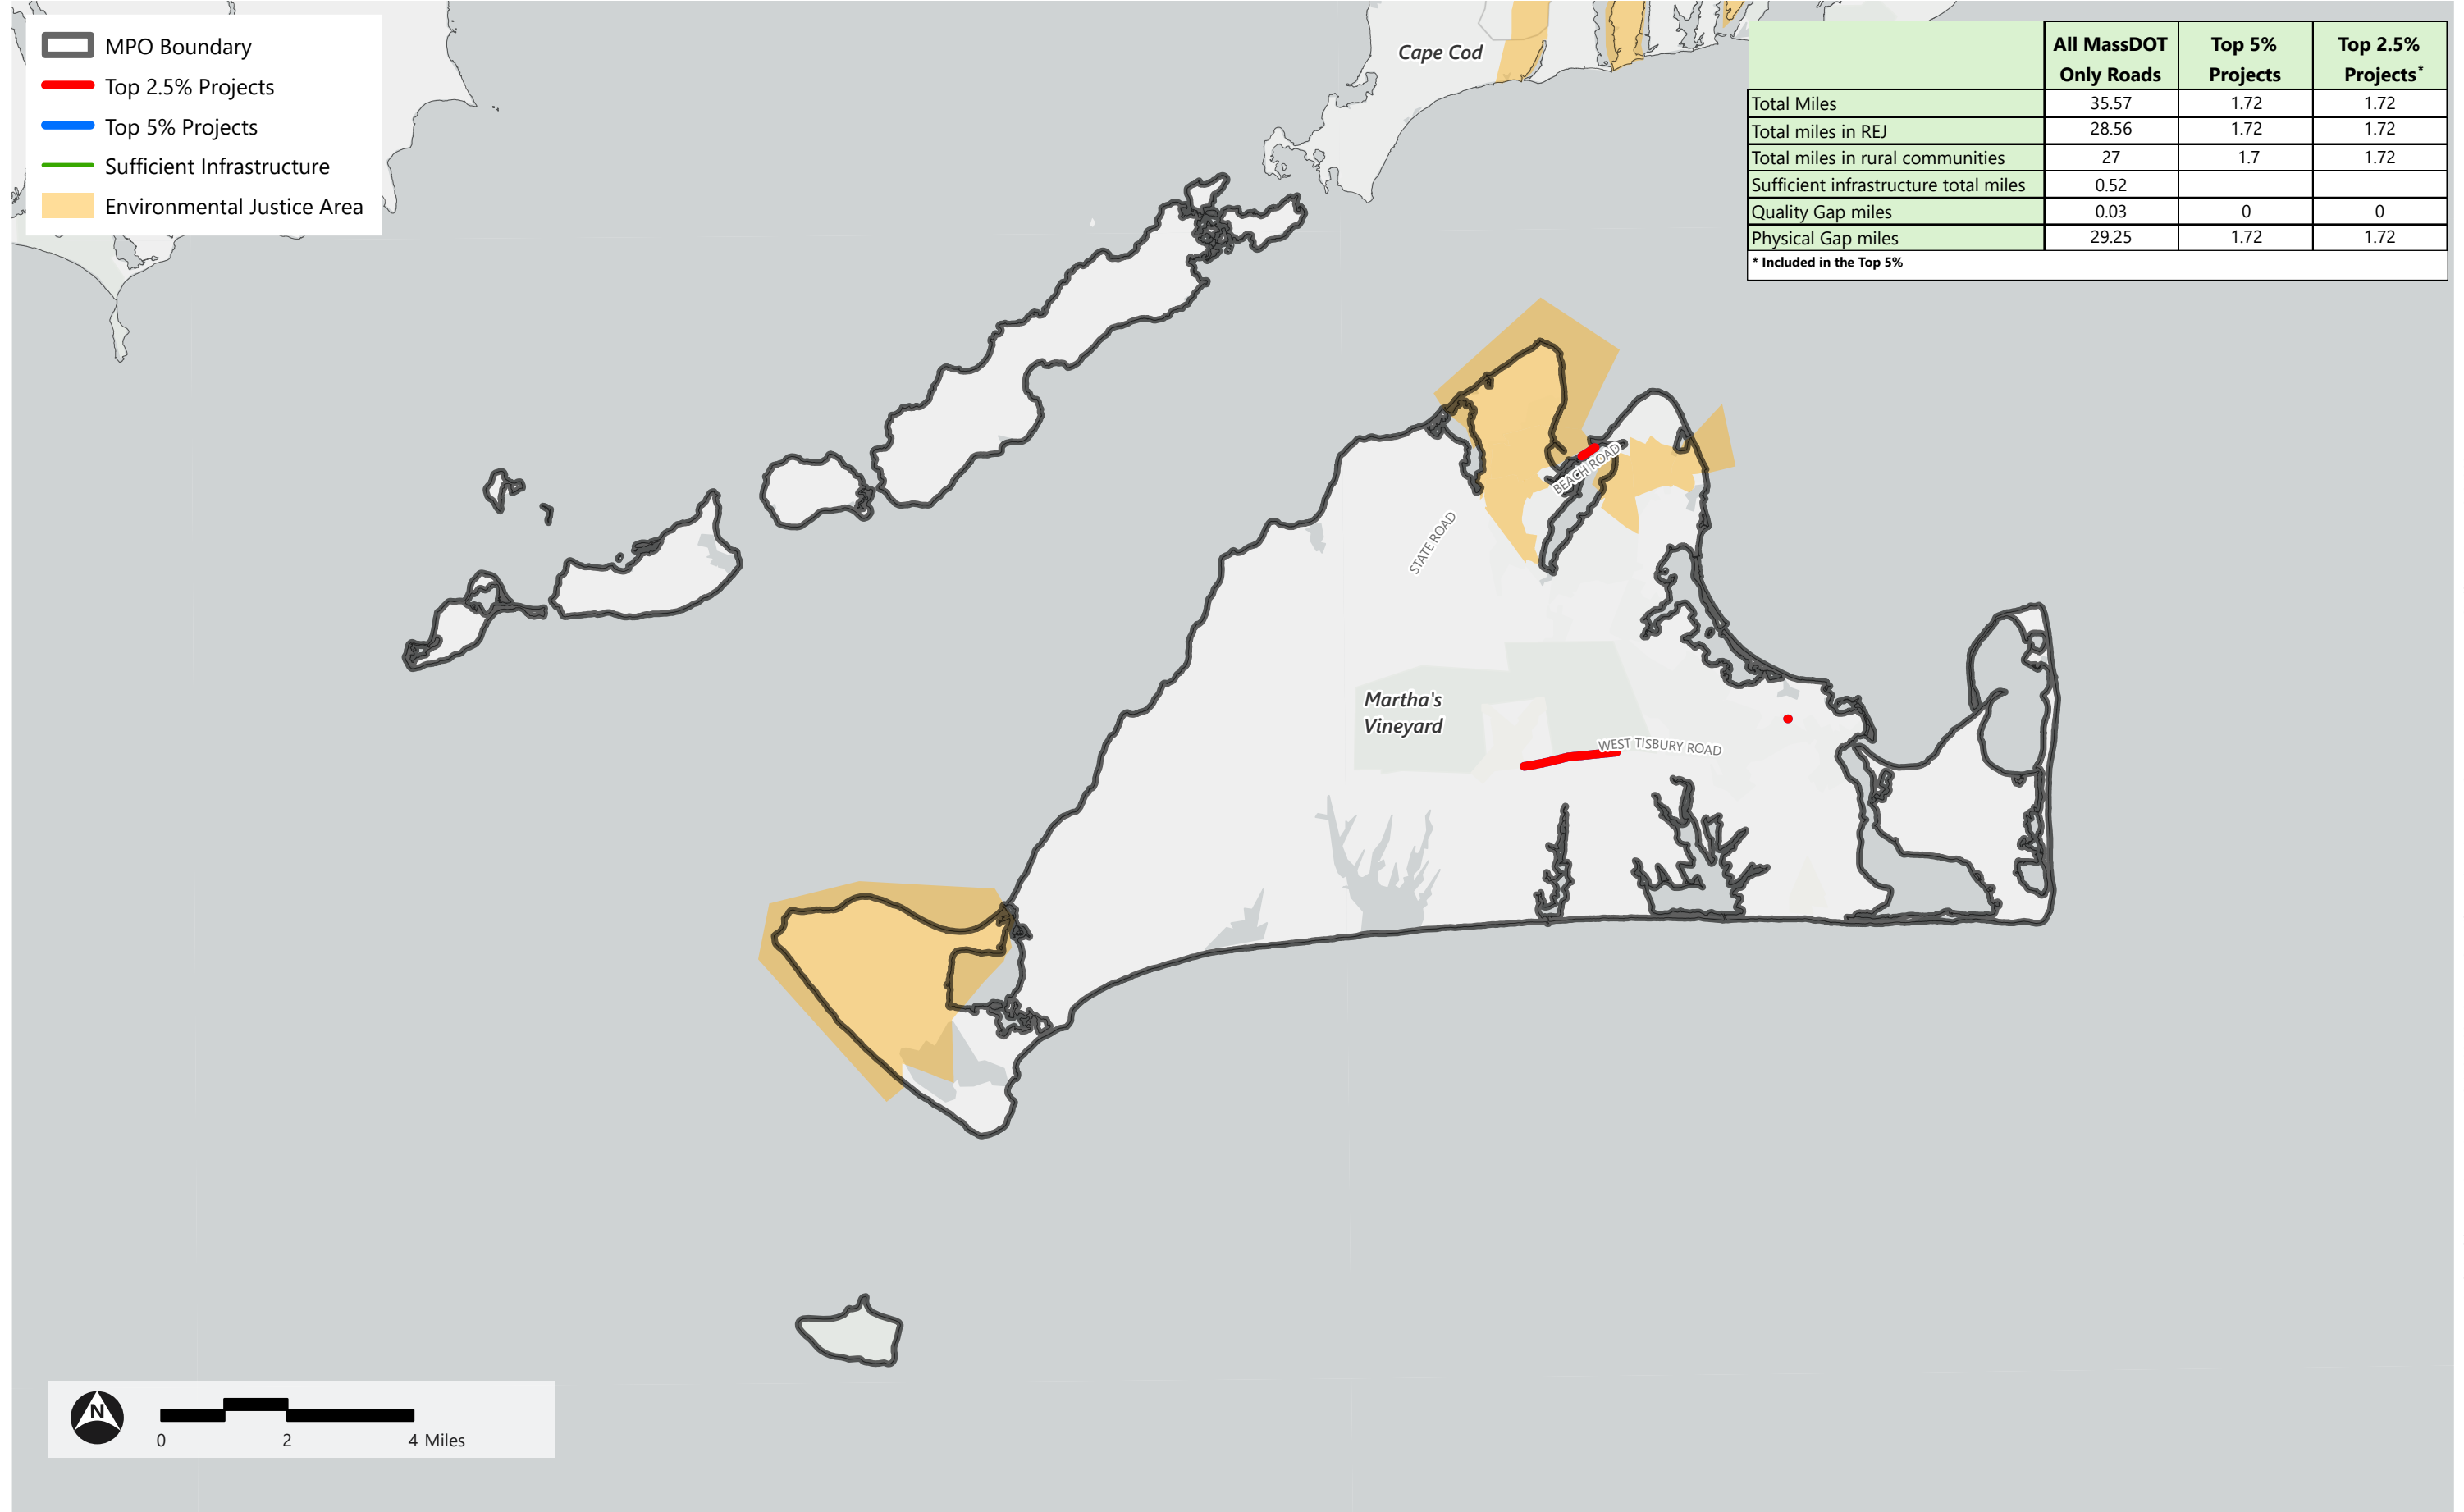 MPO Boundary
Top 2.5% Projects
Top 5% Projects
Sufficient Infrastructure
Environmental Justice Area
Cape Cod
All MassDOT Only Roads Top 5% Projects Top 2.5% Projects*
Total Miles 35.57 1.72 1.72
Total miles in REJ 28.56 1.72 1.72
Total miles in rural communities 27 1.7 1.72
Sufficient infrastructure total miles 0.52
Quality Gap miles 0.03 0 0
Physical Gap miles 29.25 1.72 1.72
* Included in the Top 5%
BEACH ROAD
STATE ROAD
Martha's
Vineyard
WEST TISBURY ROAD
N
0 2 4 Miles